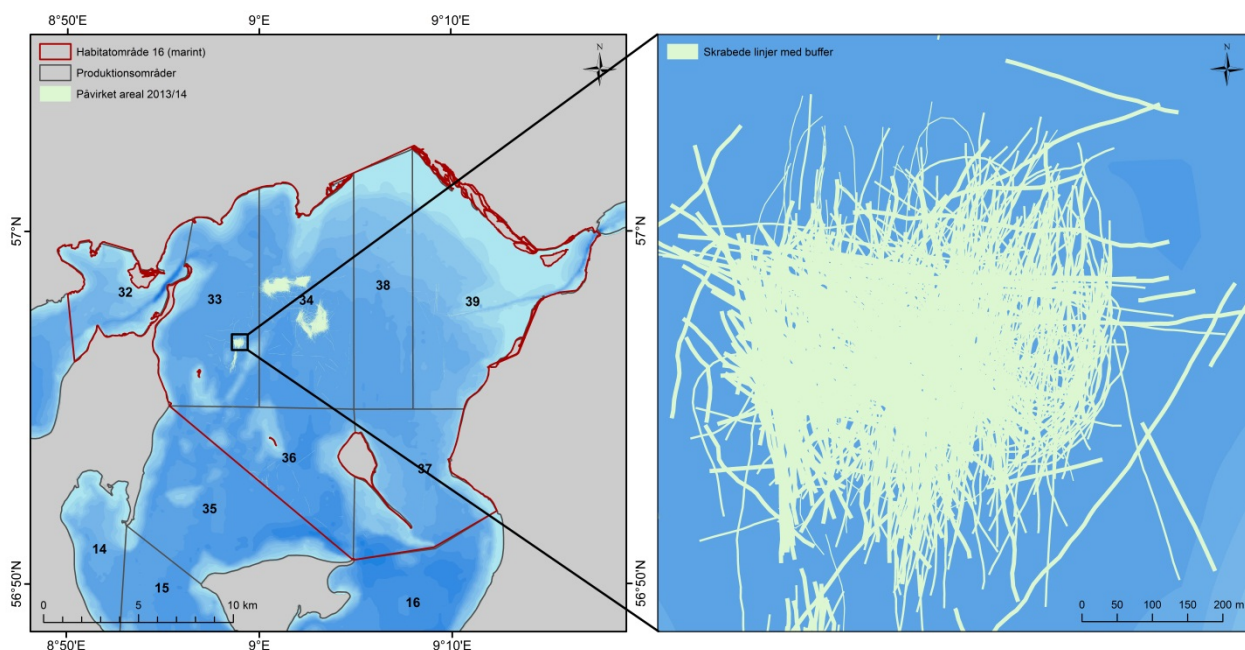 8°50'E
9°0'E
9°10'E
Habitatområde 16 (marint)
Produktionsområder
Påvirket areal 2013/14
N
57°N
32
33
34
38
39
36
37
35
14
15
16
56°50'N
0 5 10 km
8°50'E
9°0'E
9°10'E
Skrabede linjer med buffer
N
57°N
56°50'N
0 50 100 150 200 m